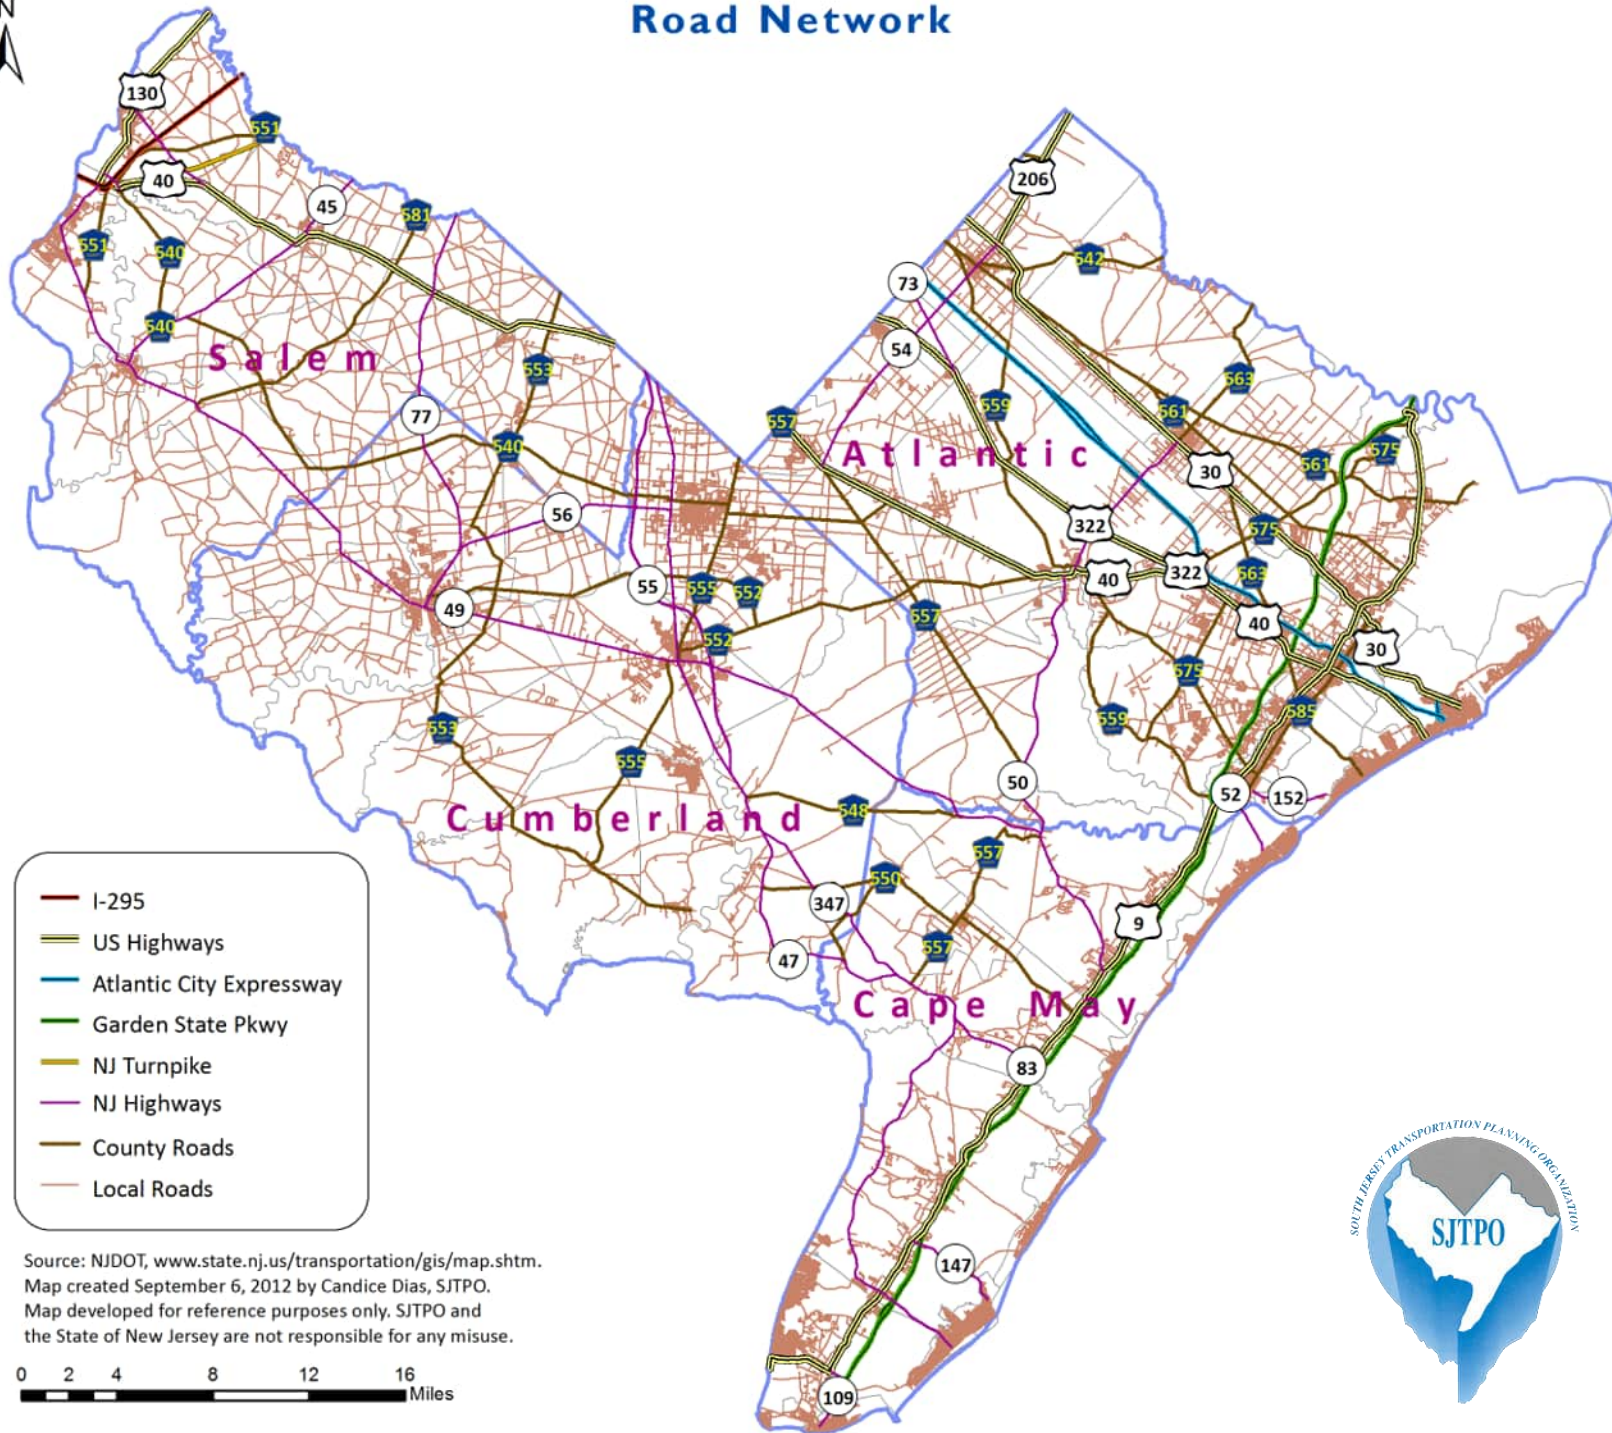 Road Network
N
130
551
40
45
581
551
540
540
Salem
553
77
540
56
49
55
555
552
552
553
555
Cumberland
548
206
542
73
54
559
563
561
557
Atlantic
561
575
30
322
575
40
322
563
557
40
30
575
559
585
50
52
152
557
550
347
9
557
47
Cape May
83
147
109
I-295
US Highways
Atlantic City Expressway
Garden State Pkwy
NJ Turnpike
NJ Highways
County Roads
Local Roads
Source: NJDOT, www.state.nj.us/transportation/gis/map.shtm.
Map created September 6, 2012 by Candice Dias, SJTPO.
Map developed for reference purposes only. SJTPO and
the State of New Jersey are not responsible for any misuse.
0 2 4 8 12 16
Miles
SOUTH JERSEY TRANSPORTATION PLANNING ORGANIZATION
SJTPO